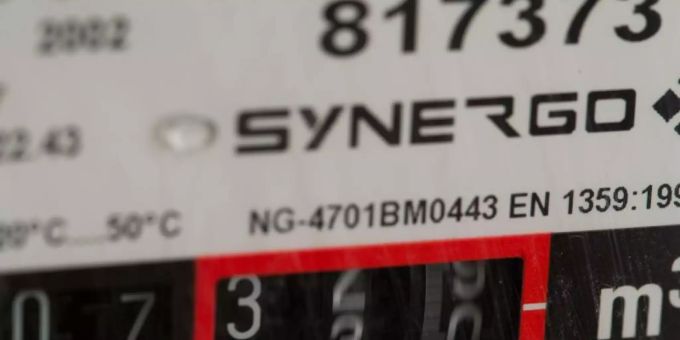 2002 817373
SYNERGO
22.43
50°C
NG-4701BM0443 EN 1359:199
0 7 3 m³